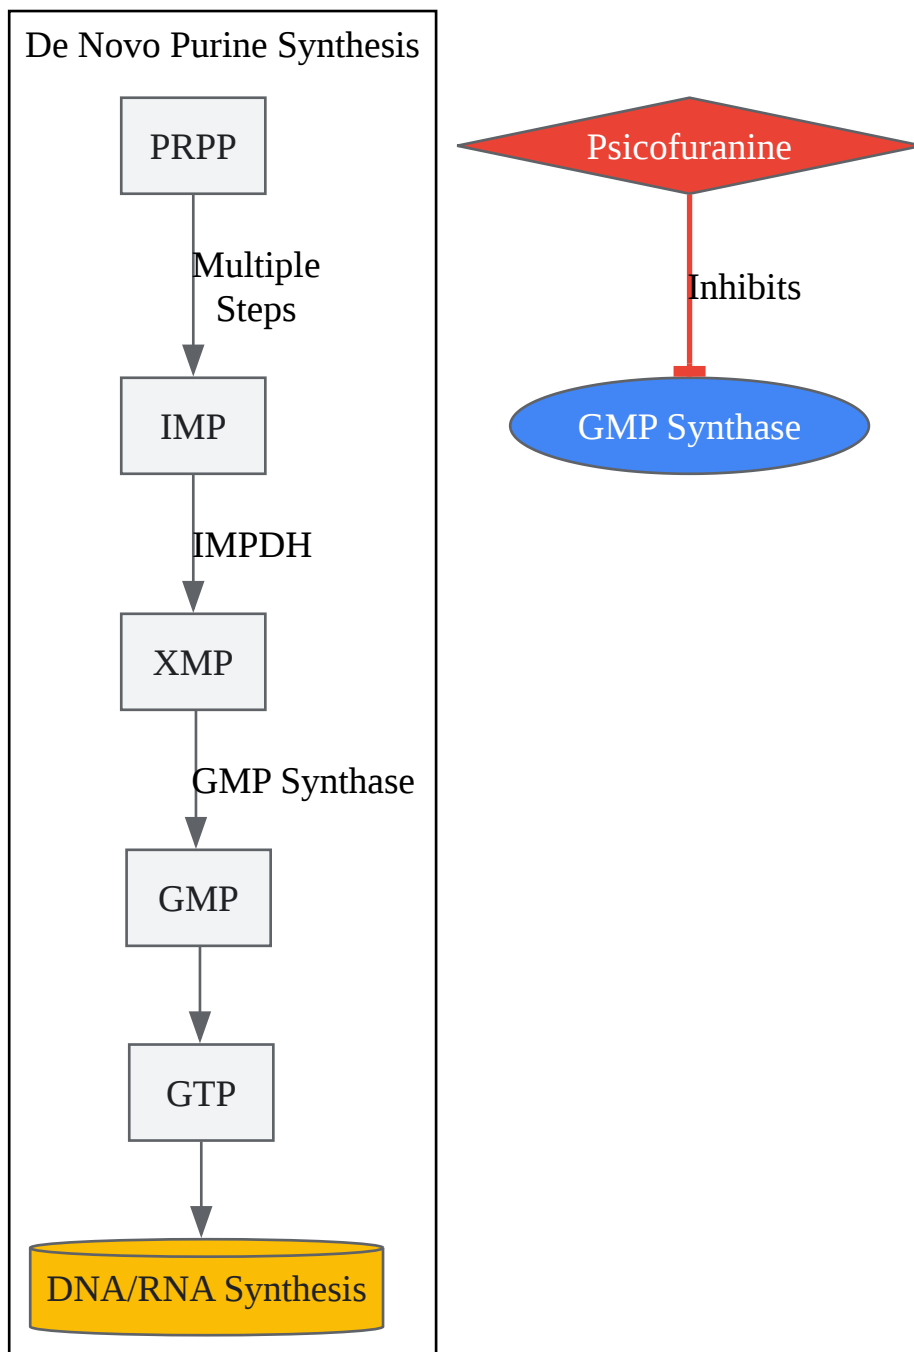 De Novo Purine Synthesis
PRPP
Multiple
Steps
IMP
IMPDH
XMP
GMP Synthase
GMP
GTP
DNA/RNA Synthesis
Psicofuranine
Inhibits
GMP Synthase